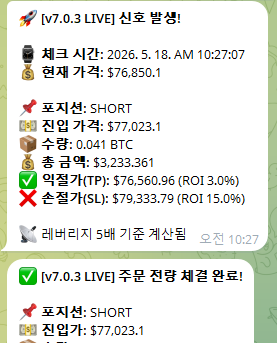 🚀 [v7.0.3 LIVE] 신호 발생!
⌚ 체크 시간: 2026. 5. 18. AM 10:27:07
💰 현재 가격: $76,850.1
📌 포지션: SHORT
💵 진입 가격: $77,023.1
📦 수량: 0.041 BTC
💰 총 금액: $3,233.361
✅ 익절가(TP): $76,560.96 (ROI 3.0%)
❌ 손절가(SL): $79,333.79 (ROI 15.0%)
📡 레버리지 5배 기준 계산됨
오전 10:27
✅ [v7.0.3 LIVE] 주문 전량 체결 완료!
📌 포지션: SHORT
💵 진입가: $77,023.1